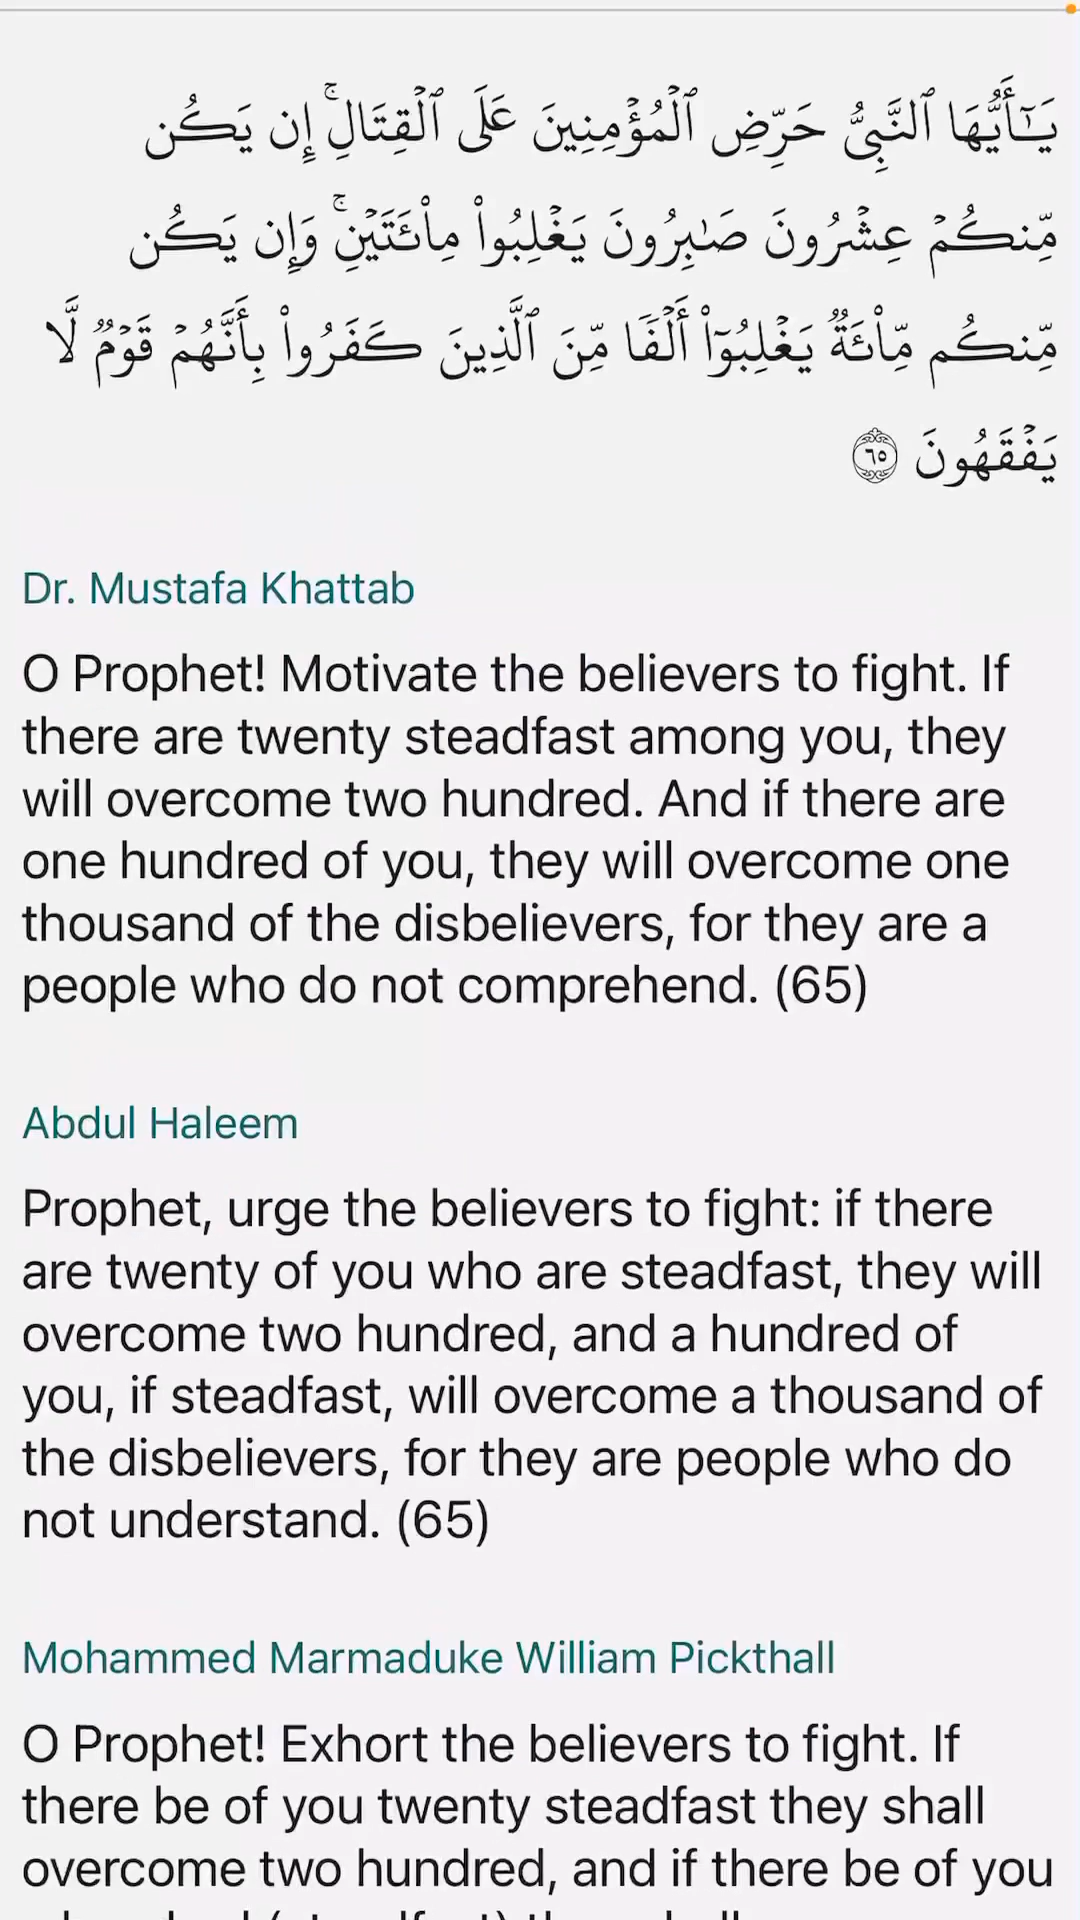 يَـٰٓأَيُّهَا ٱلنَّبِىُّ حَرِّضِ ٱلْمُؤْمِنِينَ عَلَى ٱلْقِتَالِ ۚ إِن يَكُن
مِّنكُمْ عِشْرُونَ صَـٰبِرُونَ يَغْلِبُوا۟ مِا۟ئَتَيْنِ ۚ وَإِن يَكُن
مِّنكُم مِّا۟ئَةٌ يَغْلِبُوٓا۟ أَلْفًا مِّنَ ٱلَّذِينَ كَفَرُوا۟ بِأَنَّهُمْ قَوْمٌ لَّا
يَفْقَهُونَ ٦٥
Dr. Mustafa Khattab
O Prophet! Motivate the believers to fight. If
there are twenty steadfast among you, they
will overcome two hundred. And if there are
one hundred of you, they will overcome one
thousand of the disbelievers, for they are a
people who do not comprehend. (65)
Abdul Haleem
Prophet, urge the believers to fight: if there
are twenty of you who are steadfast, they will
overcome two hundred, and a hundred of
you, if steadfast, will overcome a thousand of
the disbelievers, for they are people who do
not understand. (65)
Mohammed Marmaduke William Pickthall
O Prophet! Exhort the believers to fight. If
there be of you twenty steadfast they shall
overcome two hundred, and if there be of you